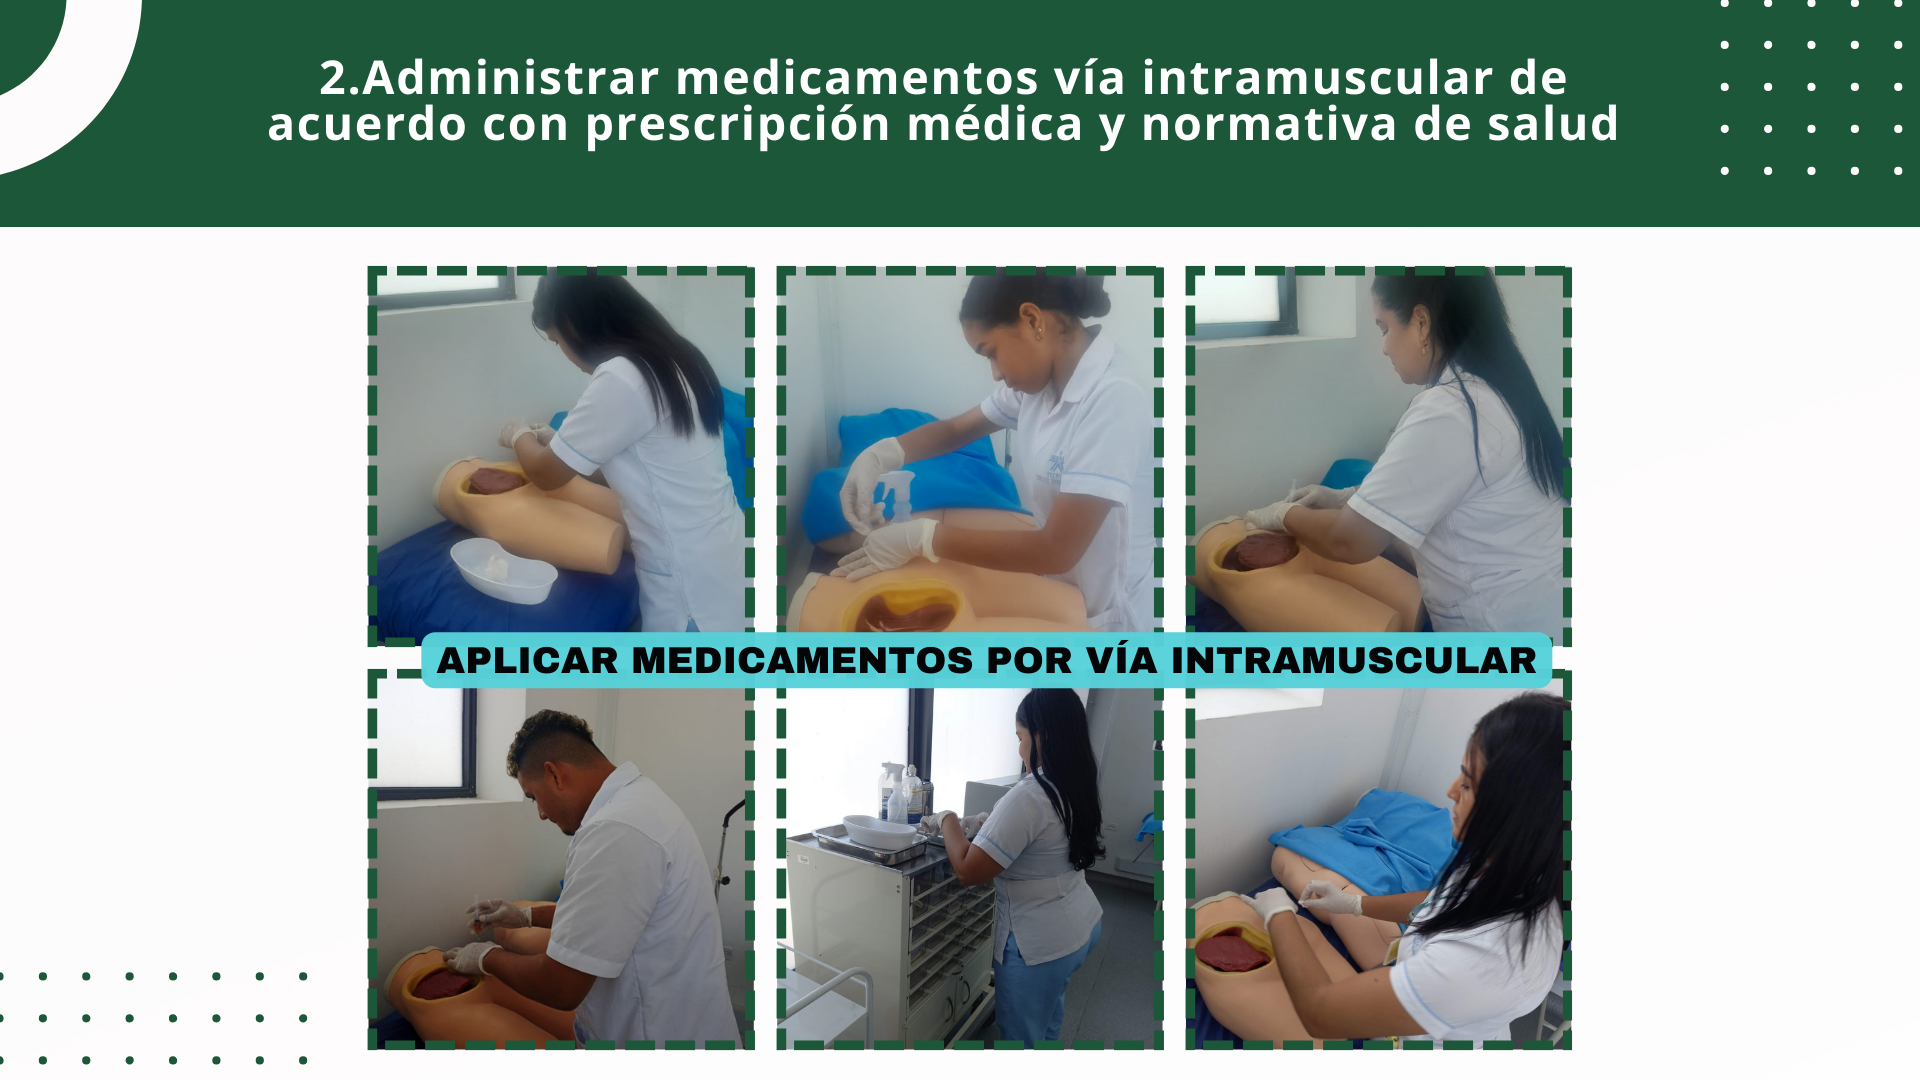 2.Administrar medicamentos vía intramuscular de
acuerdo con prescripción médica y normativa de salud
APLICAR MEDICAMENTOS POR VÍA INTRAMUSCULAR